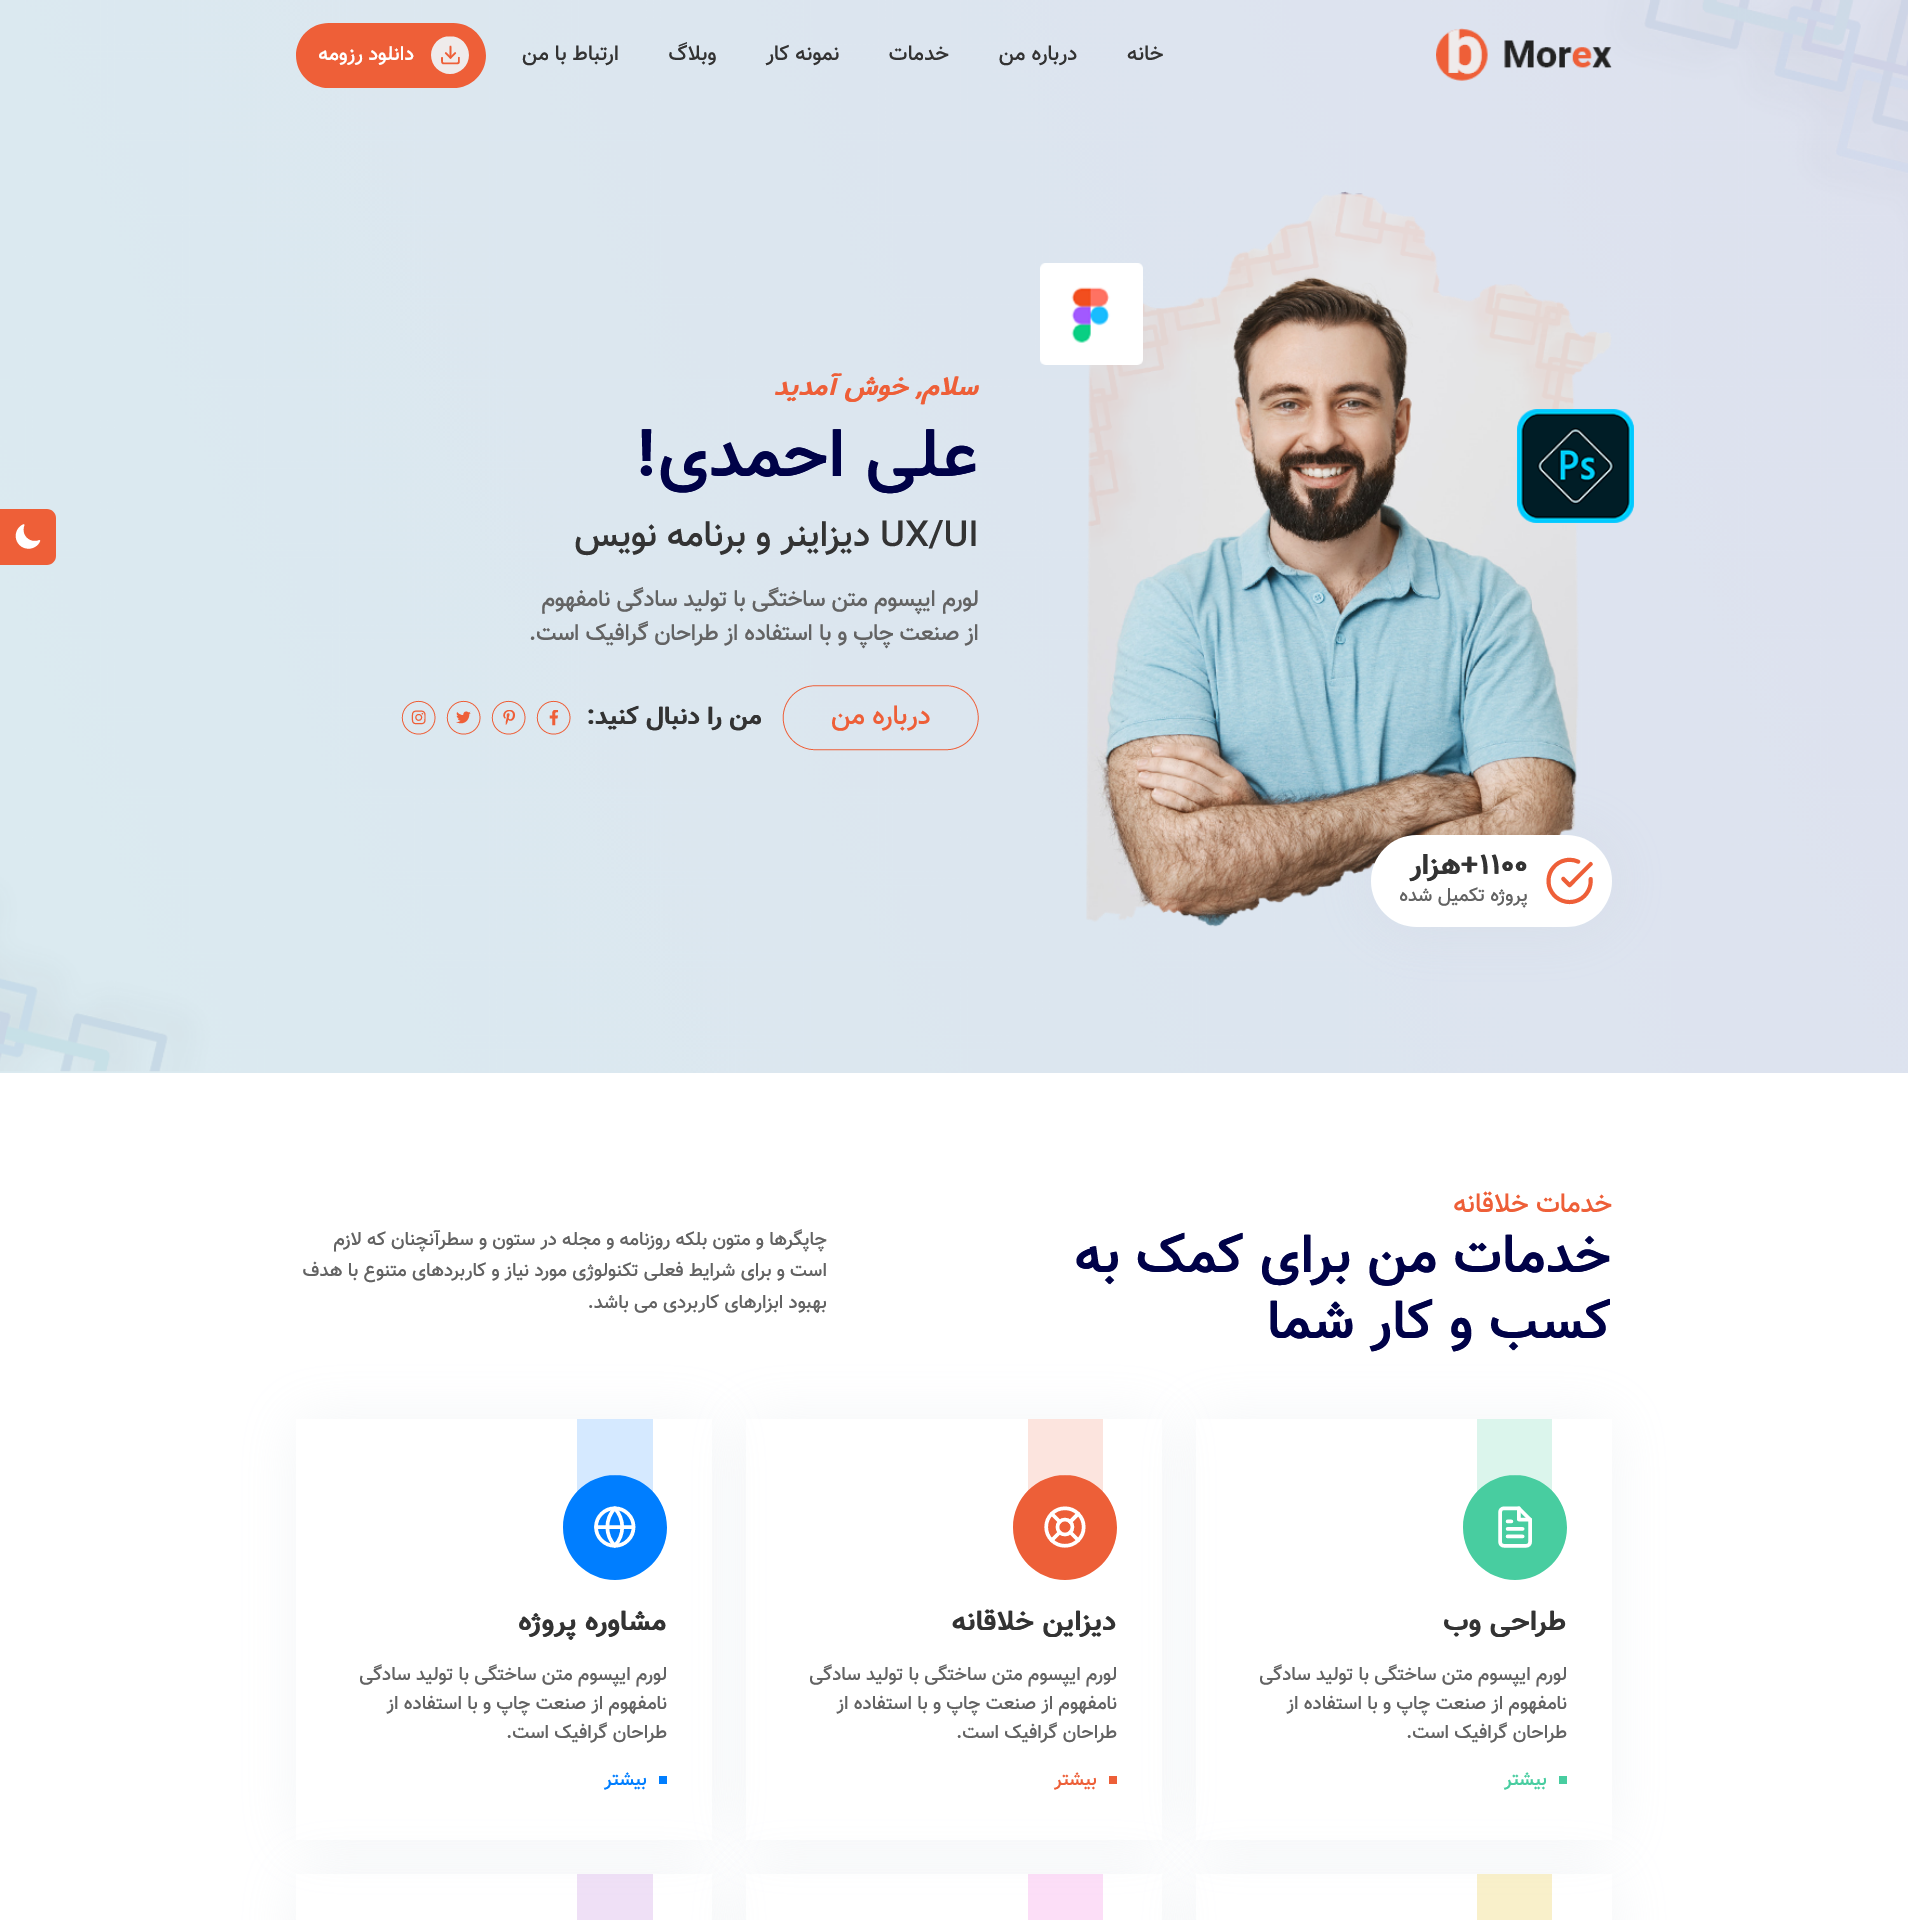 Morex
خانه
درباره من
خدمات
نمونه کار
وبلاگ
ارتباط با من
دانلود رزومه
سلام, خوش آمدید
علی احمدی!
UX/UI دیزاینر و برنامه نویس
لورم ایپسوم متن ساختگی با تولید سادگی نامفهوم
از صنعت چاپ و با استفاده از طراحان گرافیک است.
درباره من
من را دنبال کنید:
Ps
۱۱۰۰+هزار
پروژه تکمیل شده
خدمات خلاقانه
خدمات من برای کمک به
کسب و کار شما
چاپگرها و متون بلکه روزنامه و مجله در ستون و سطرآنچنان که لازم
است و برای شرایط فعلی تکنولوژی مورد نیاز و کاربردهای متنوع با هدف
بهبود ابزارهای کاربردی می باشد.
طراحی وب
لورم ایپسوم متن ساختگی با تولید سادگی
نامفهوم از صنعت چاپ و با استفاده از
طراحان گرافیک است.
بیشتر
دیزاین خلاقانه
لورم ایپسوم متن ساختگی با تولید سادگی
نامفهوم از صنعت چاپ و با استفاده از
طراحان گرافیک است.
بیشتر
مشاوره پروژه
لورم ایپسوم متن ساختگی با تولید سادگی
نامفهوم از صنعت چاپ و با استفاده از
طراحان گرافیک است.
بیشتر